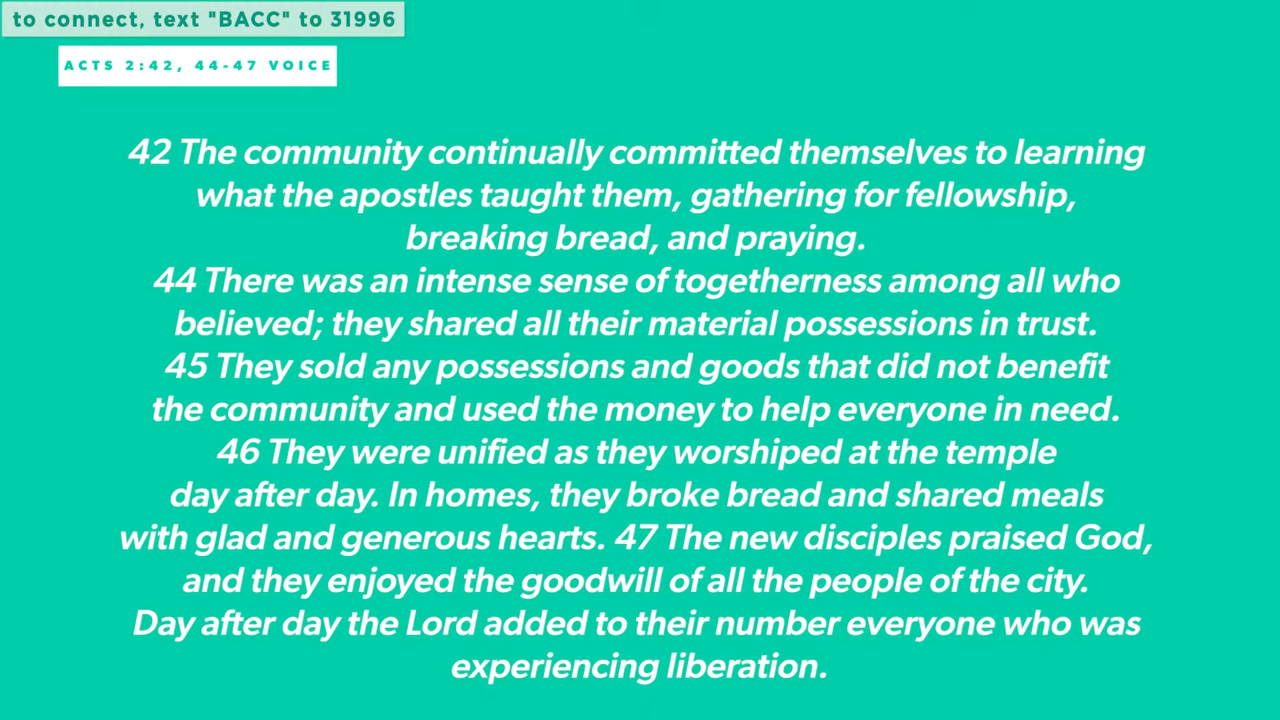 to connect, text "BACC" to 31996
ACTS 2:42, 44-47 VOICE
42 The community continually committed themselves to learning
what the apostles taught them, gathering for fellowship,
breaking bread, and praying.
44 There was an intense sense of togetherness among all who
believed; they shared all their material possessions in trust.
45 They sold any possessions and goods that did not benefit
the community and used the money to help everyone in need.
46 They were unified as they worshiped at the temple
day after day. In homes, they broke bread and shared meals
with glad and generous hearts. 47 The new disciples praised God,
and they enjoyed the goodwill of all the people of the city.
Day after day the Lord added to their number everyone who was
experiencing liberation.